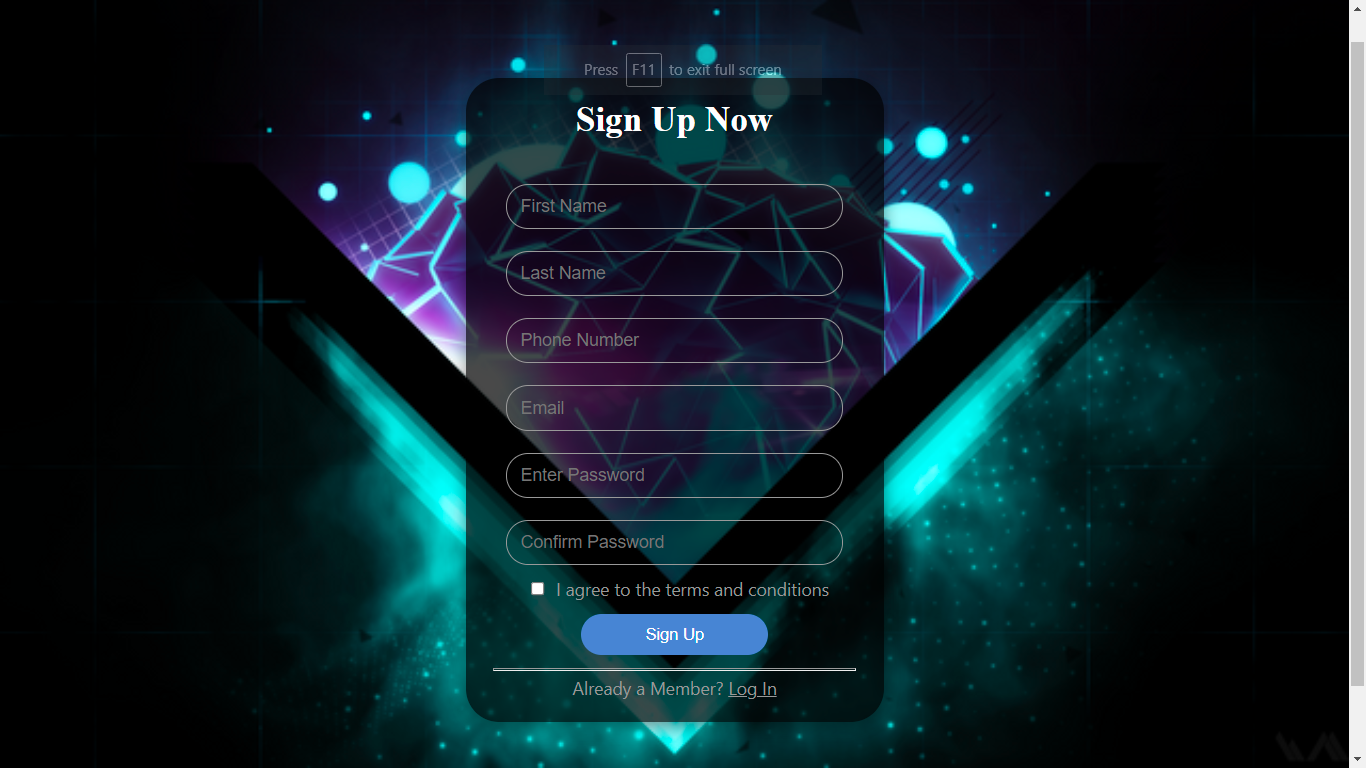 Press F11 to exit full screen
Sign Up Now
First Name
Last Name
Phone Number
Email
Enter Password
Confirm Password
I agree to the terms and conditions
Sign Up
Already a Member? Log In